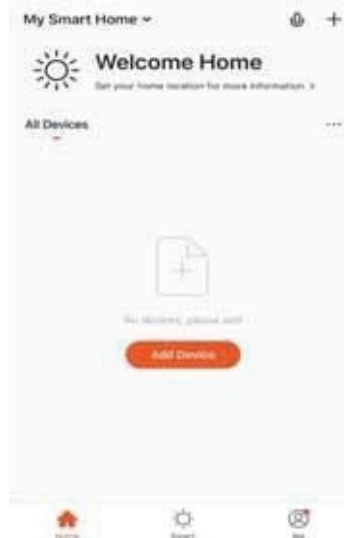 My Smart Home
Welcome Home
Set your home location for more information. >
All Devices
...
No devices, please add
Add Device
Home
Smart
Me